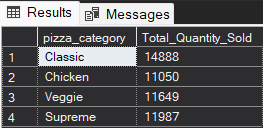 Results Messages
pizza_category Total_Quantity_Sold
1 Classic 14888
2 Chicken 11050
3 Veggie 11649
4 Supreme 11987